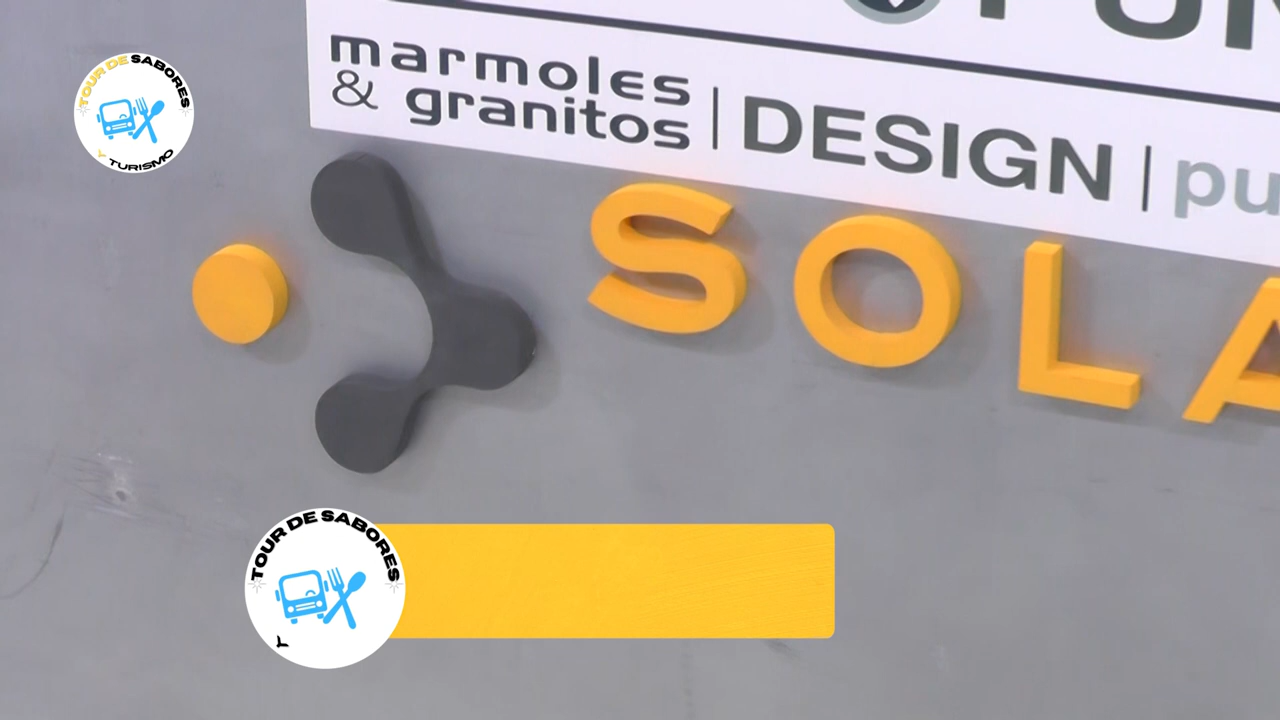 TOUR DE SABORES
Y TURISMO
marmoles
& granitos | DESIGN |
SOLA
TOUR DE SABORES
Y